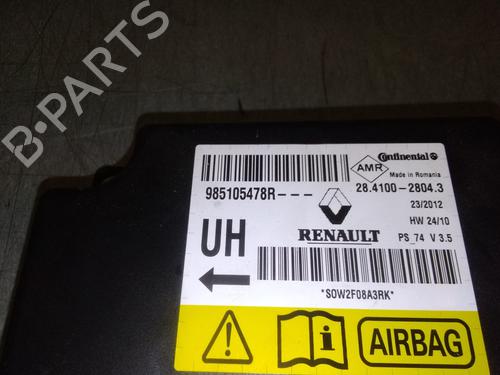 B-PARTS
Continental
AMR
Made in Romania
985105478R---
28.4100-2804.3
23/2012
HW 24/10
UH
RENAULT
PS_74 V 3.5
*SOW2F08A3RK*
i
AIRBAG